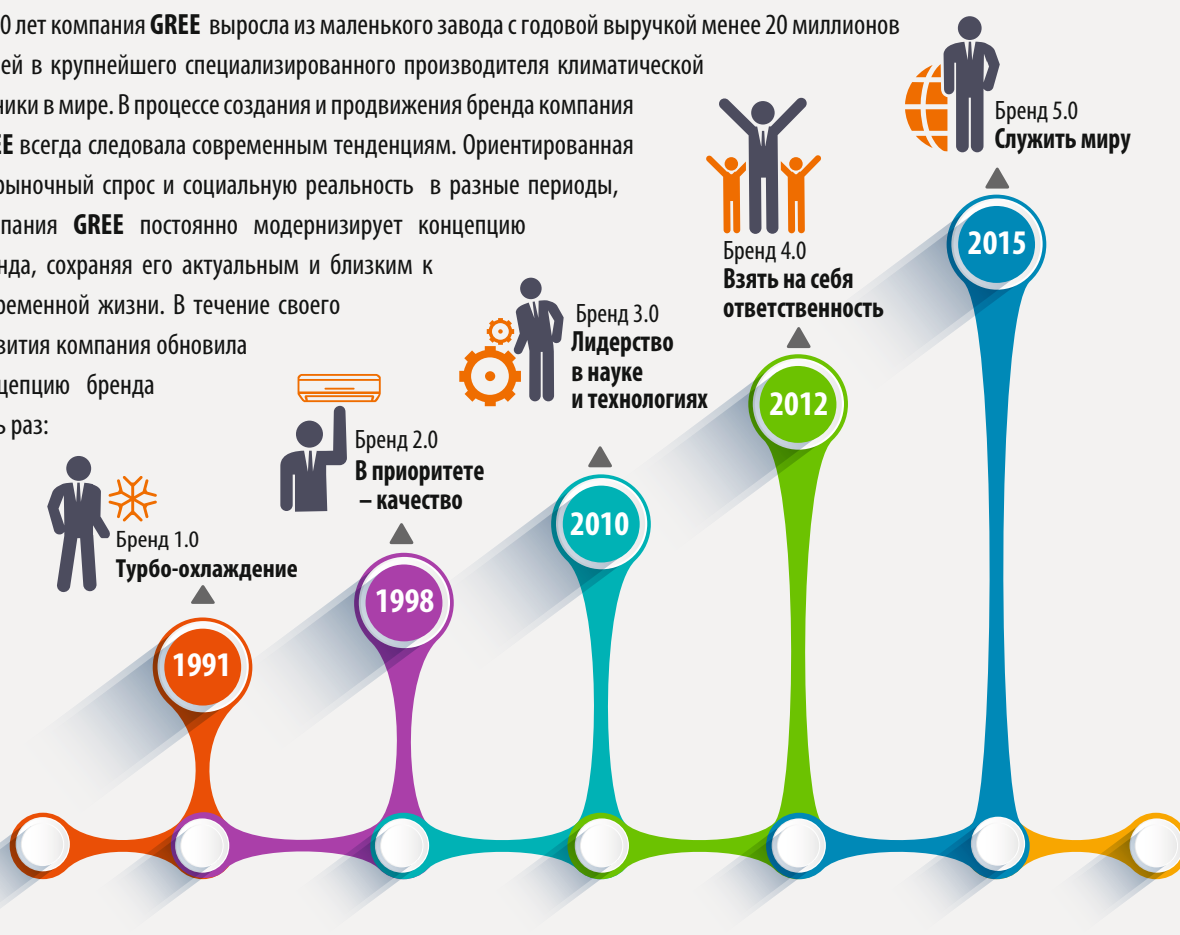 0 лет компания GREE выросла из маленького завода с годовой выручкой менее 20 миллионов
ей в крупнейшего специализированного производителя климатической
ники в мире. В процессе создания и продвижения бренда компания
EE всегда следовала современным тенденциям. Ориентированная
рыночный спрос и социальную реальность в разные периоды,
пания GREE постоянно модернизирует концепцию
нда, сохраняя его актуальным и близким к
ременной жизни. В течение своего
вития компания обновила
цепцию бренда
ь раз:
Бренд 1.0
Турбо-охлаждение
1991
Бренд 2.0
В приоритете
– качество
1998
Бренд 3.0
Лидерство
в науке
и технологиях
2010
Бренд 4.0
Взять на себя
ответственность
2012
Бренд 5.0
Служить миру
2015